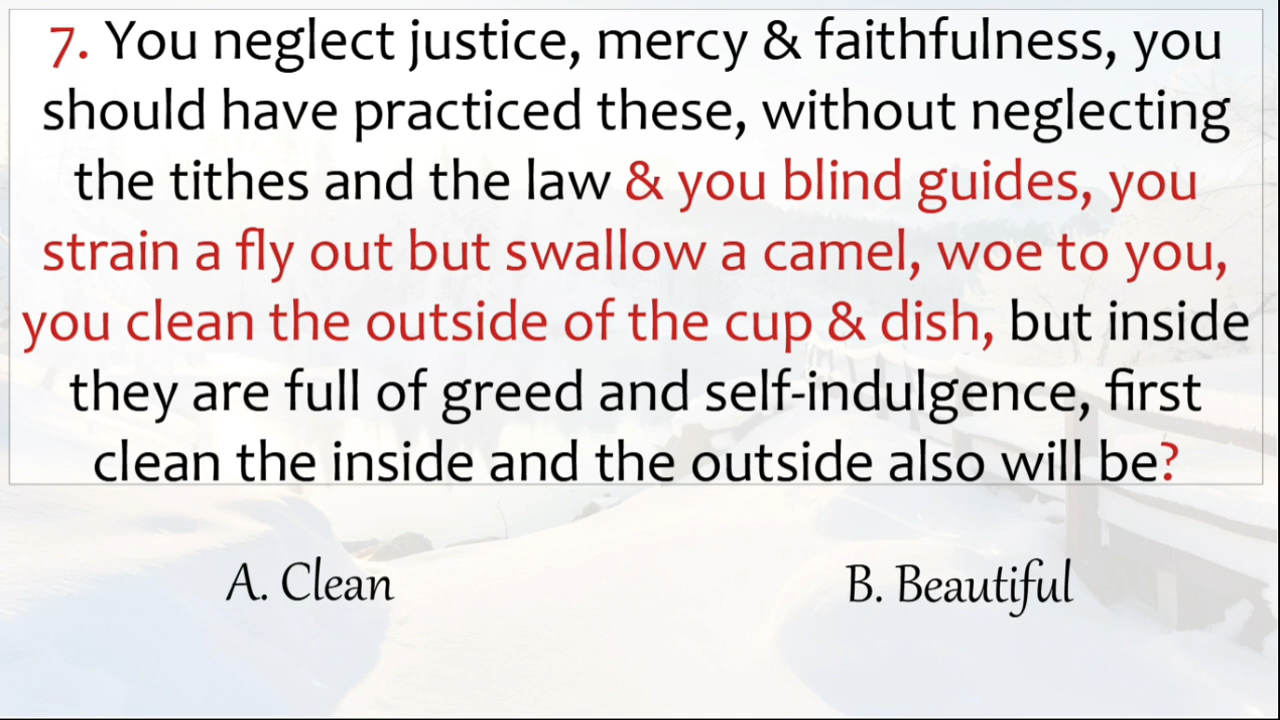 7. You neglect justice, mercy & faithfulness, you
should have practiced these, without neglecting
the tithes and the law & you blind guides, you
strain a fly out but swallow a camel, woe to you,
you clean the outside of the cup & dish, but inside
they are full of greed and self-indulgence, first
clean the inside and the outside also will be?
A. Clean
B. Beautiful